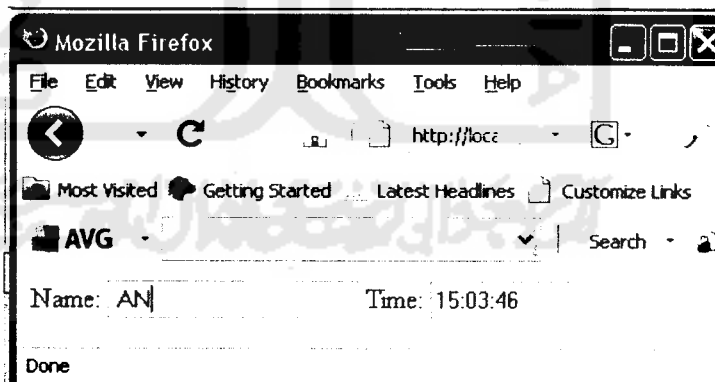 Mozilla Firefox
File Edit View History Bookmarks Tools Help
http://loca G
Most Visited Getting Started Latest Headlines Customize Links
AVG Search
Name: AN Time: 15:03:46
Done